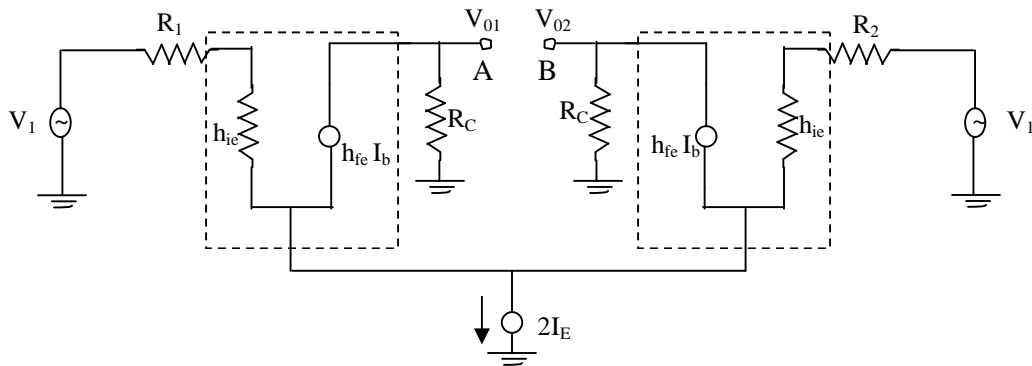 R1
V01
V02
R2
A
B
V1
hie
hfe Ib
RC
RC
hfe Ib
hie
V1
2IE